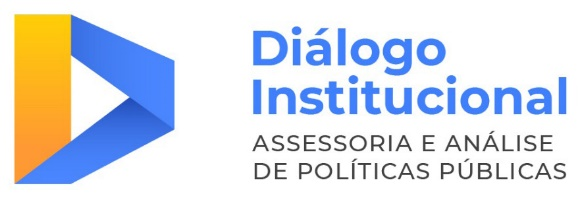 Diálogo
Institucional
ASSESSORIA E ANÁLISE
DE POLÍTICAS PÚBLICAS